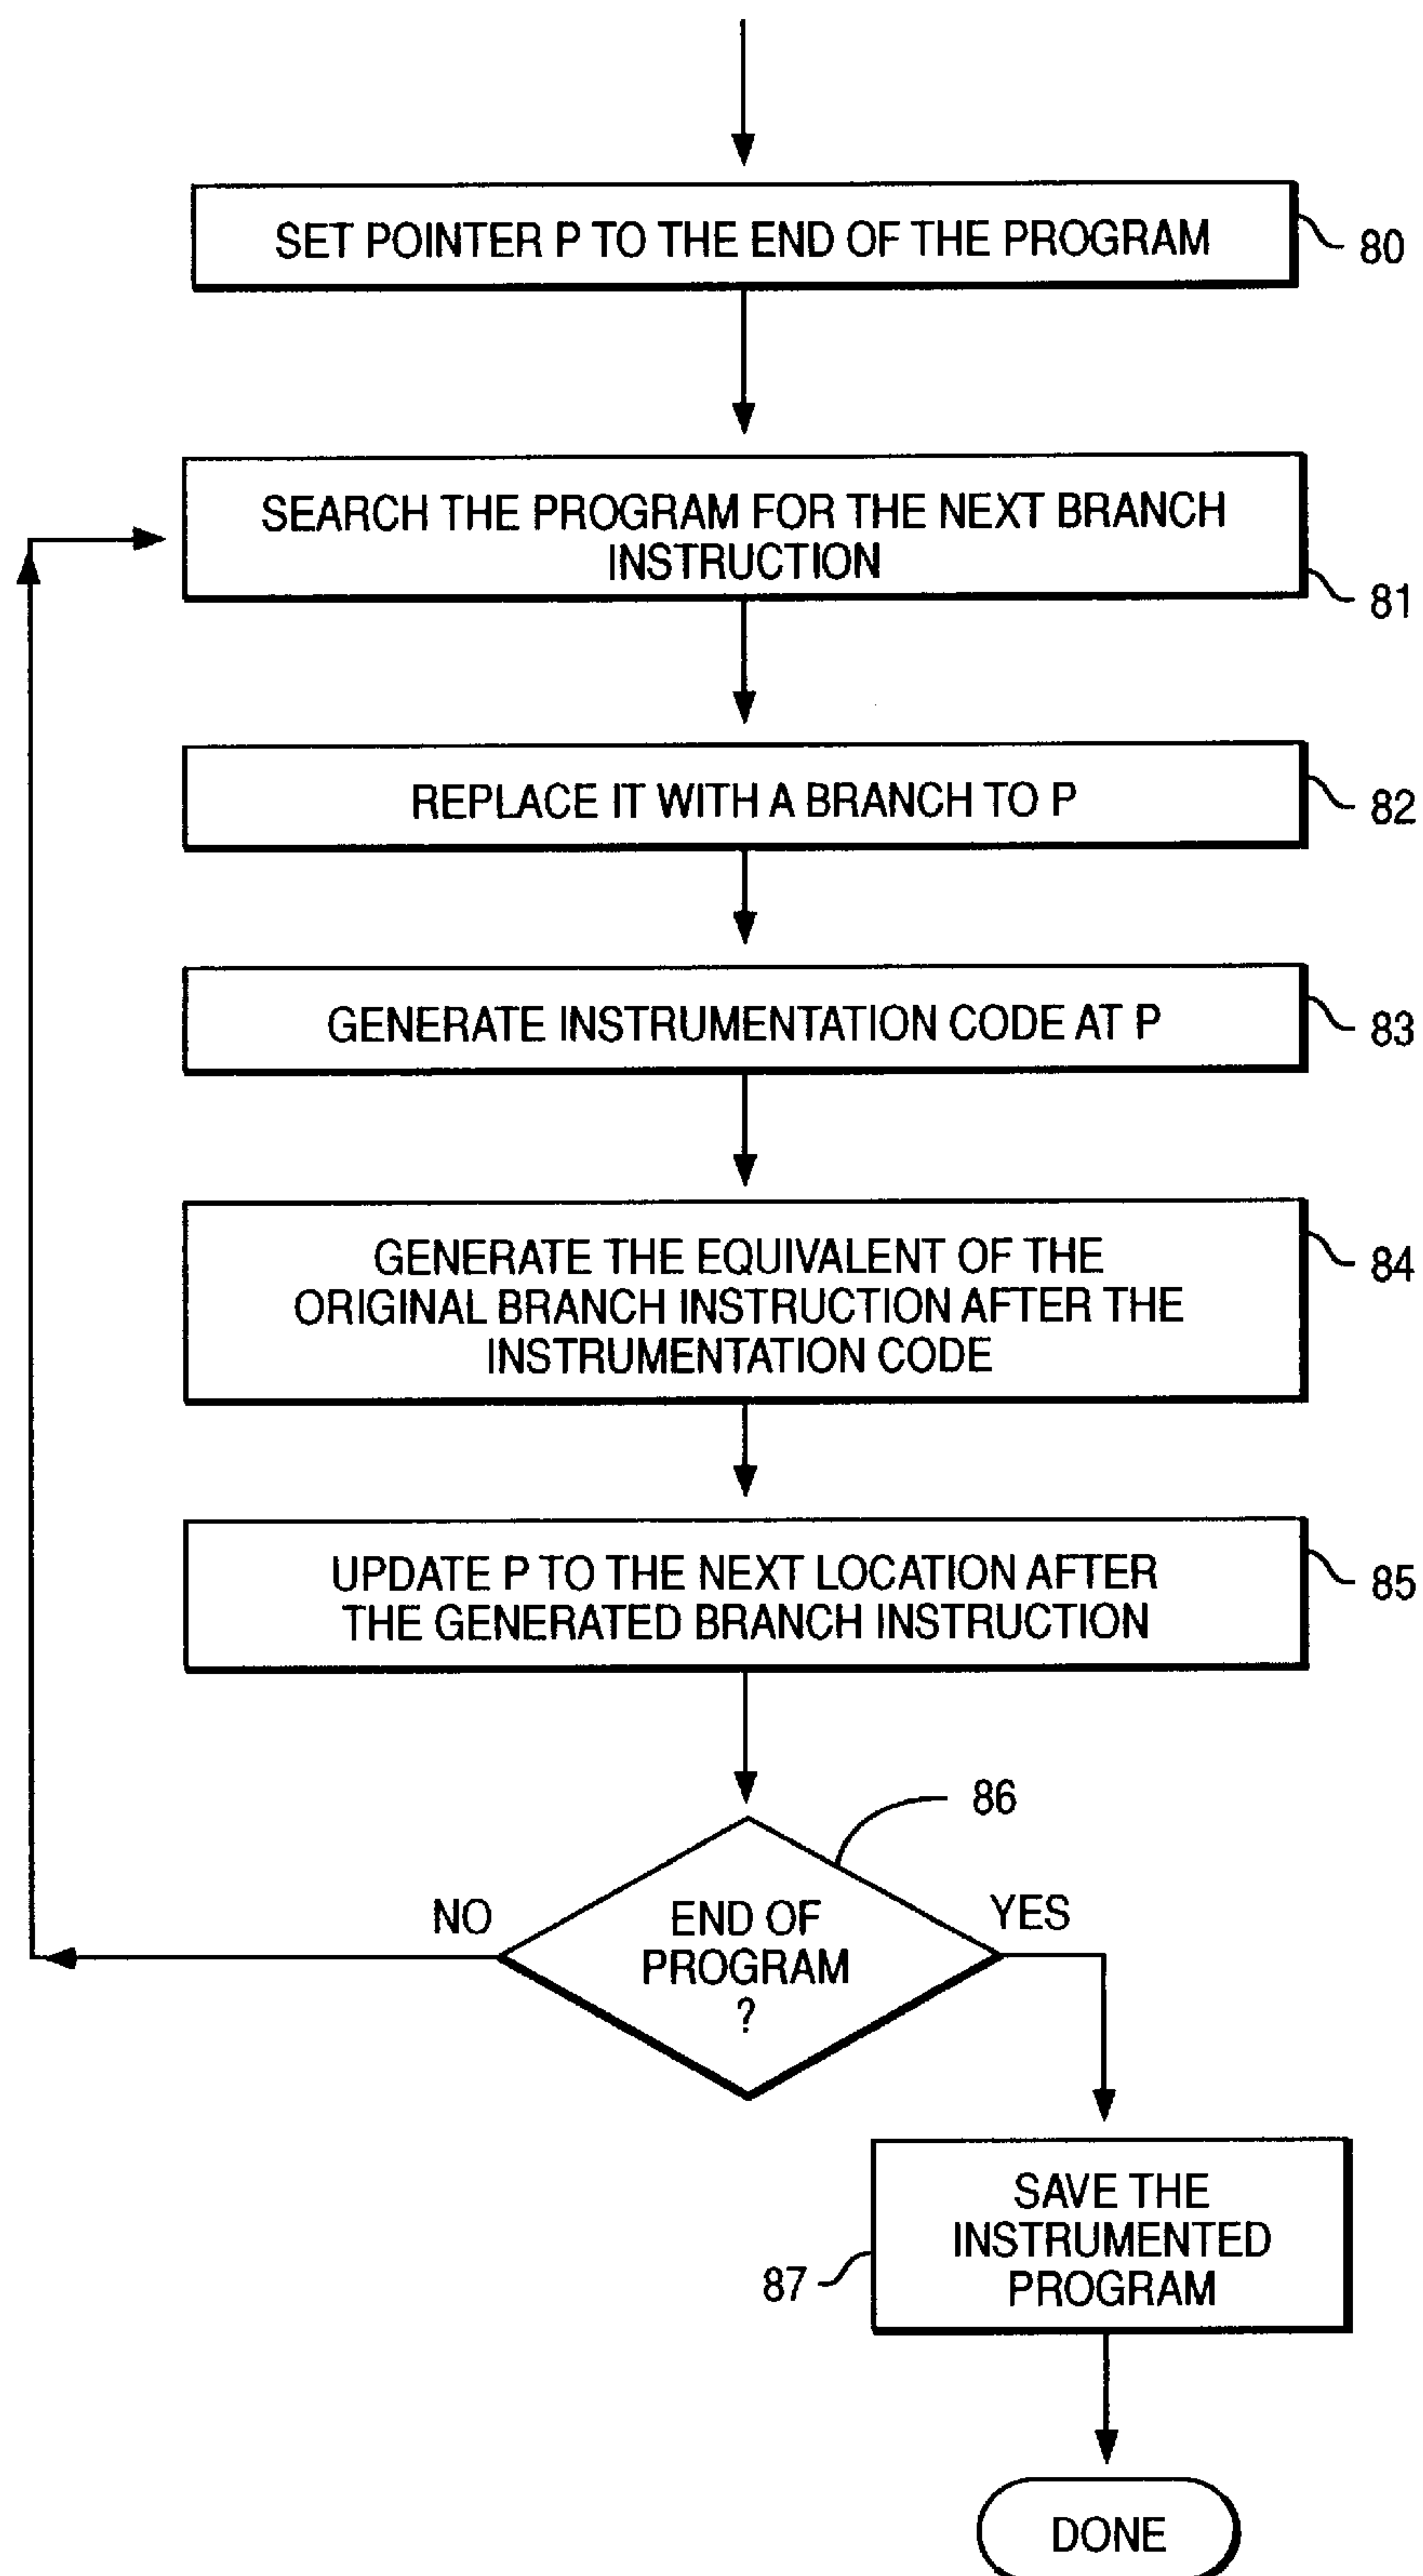 SET POINTER P TO THE END OF THE PROGRAM
80
SEARCH THE PROGRAM FOR THE NEXT BRANCH
INSTRUCTION
81
REPLACE IT WITH A BRANCH TO P
82
GENERATE INSTRUMENTATION CODE AT P
83
GENERATE THE EQUIVALENT OF THE
ORIGINAL BRANCH INSTRUCTION AFTER THE
INSTRUMENTATION CODE
84
UPDATE P TO THE NEXT LOCATION AFTER
THE GENERATED BRANCH INSTRUCTION
85
86
NO
END OF
PROGRAM
?
YES
SAVE THE
INSTRUMENTED
PROGRAM
87
DONE